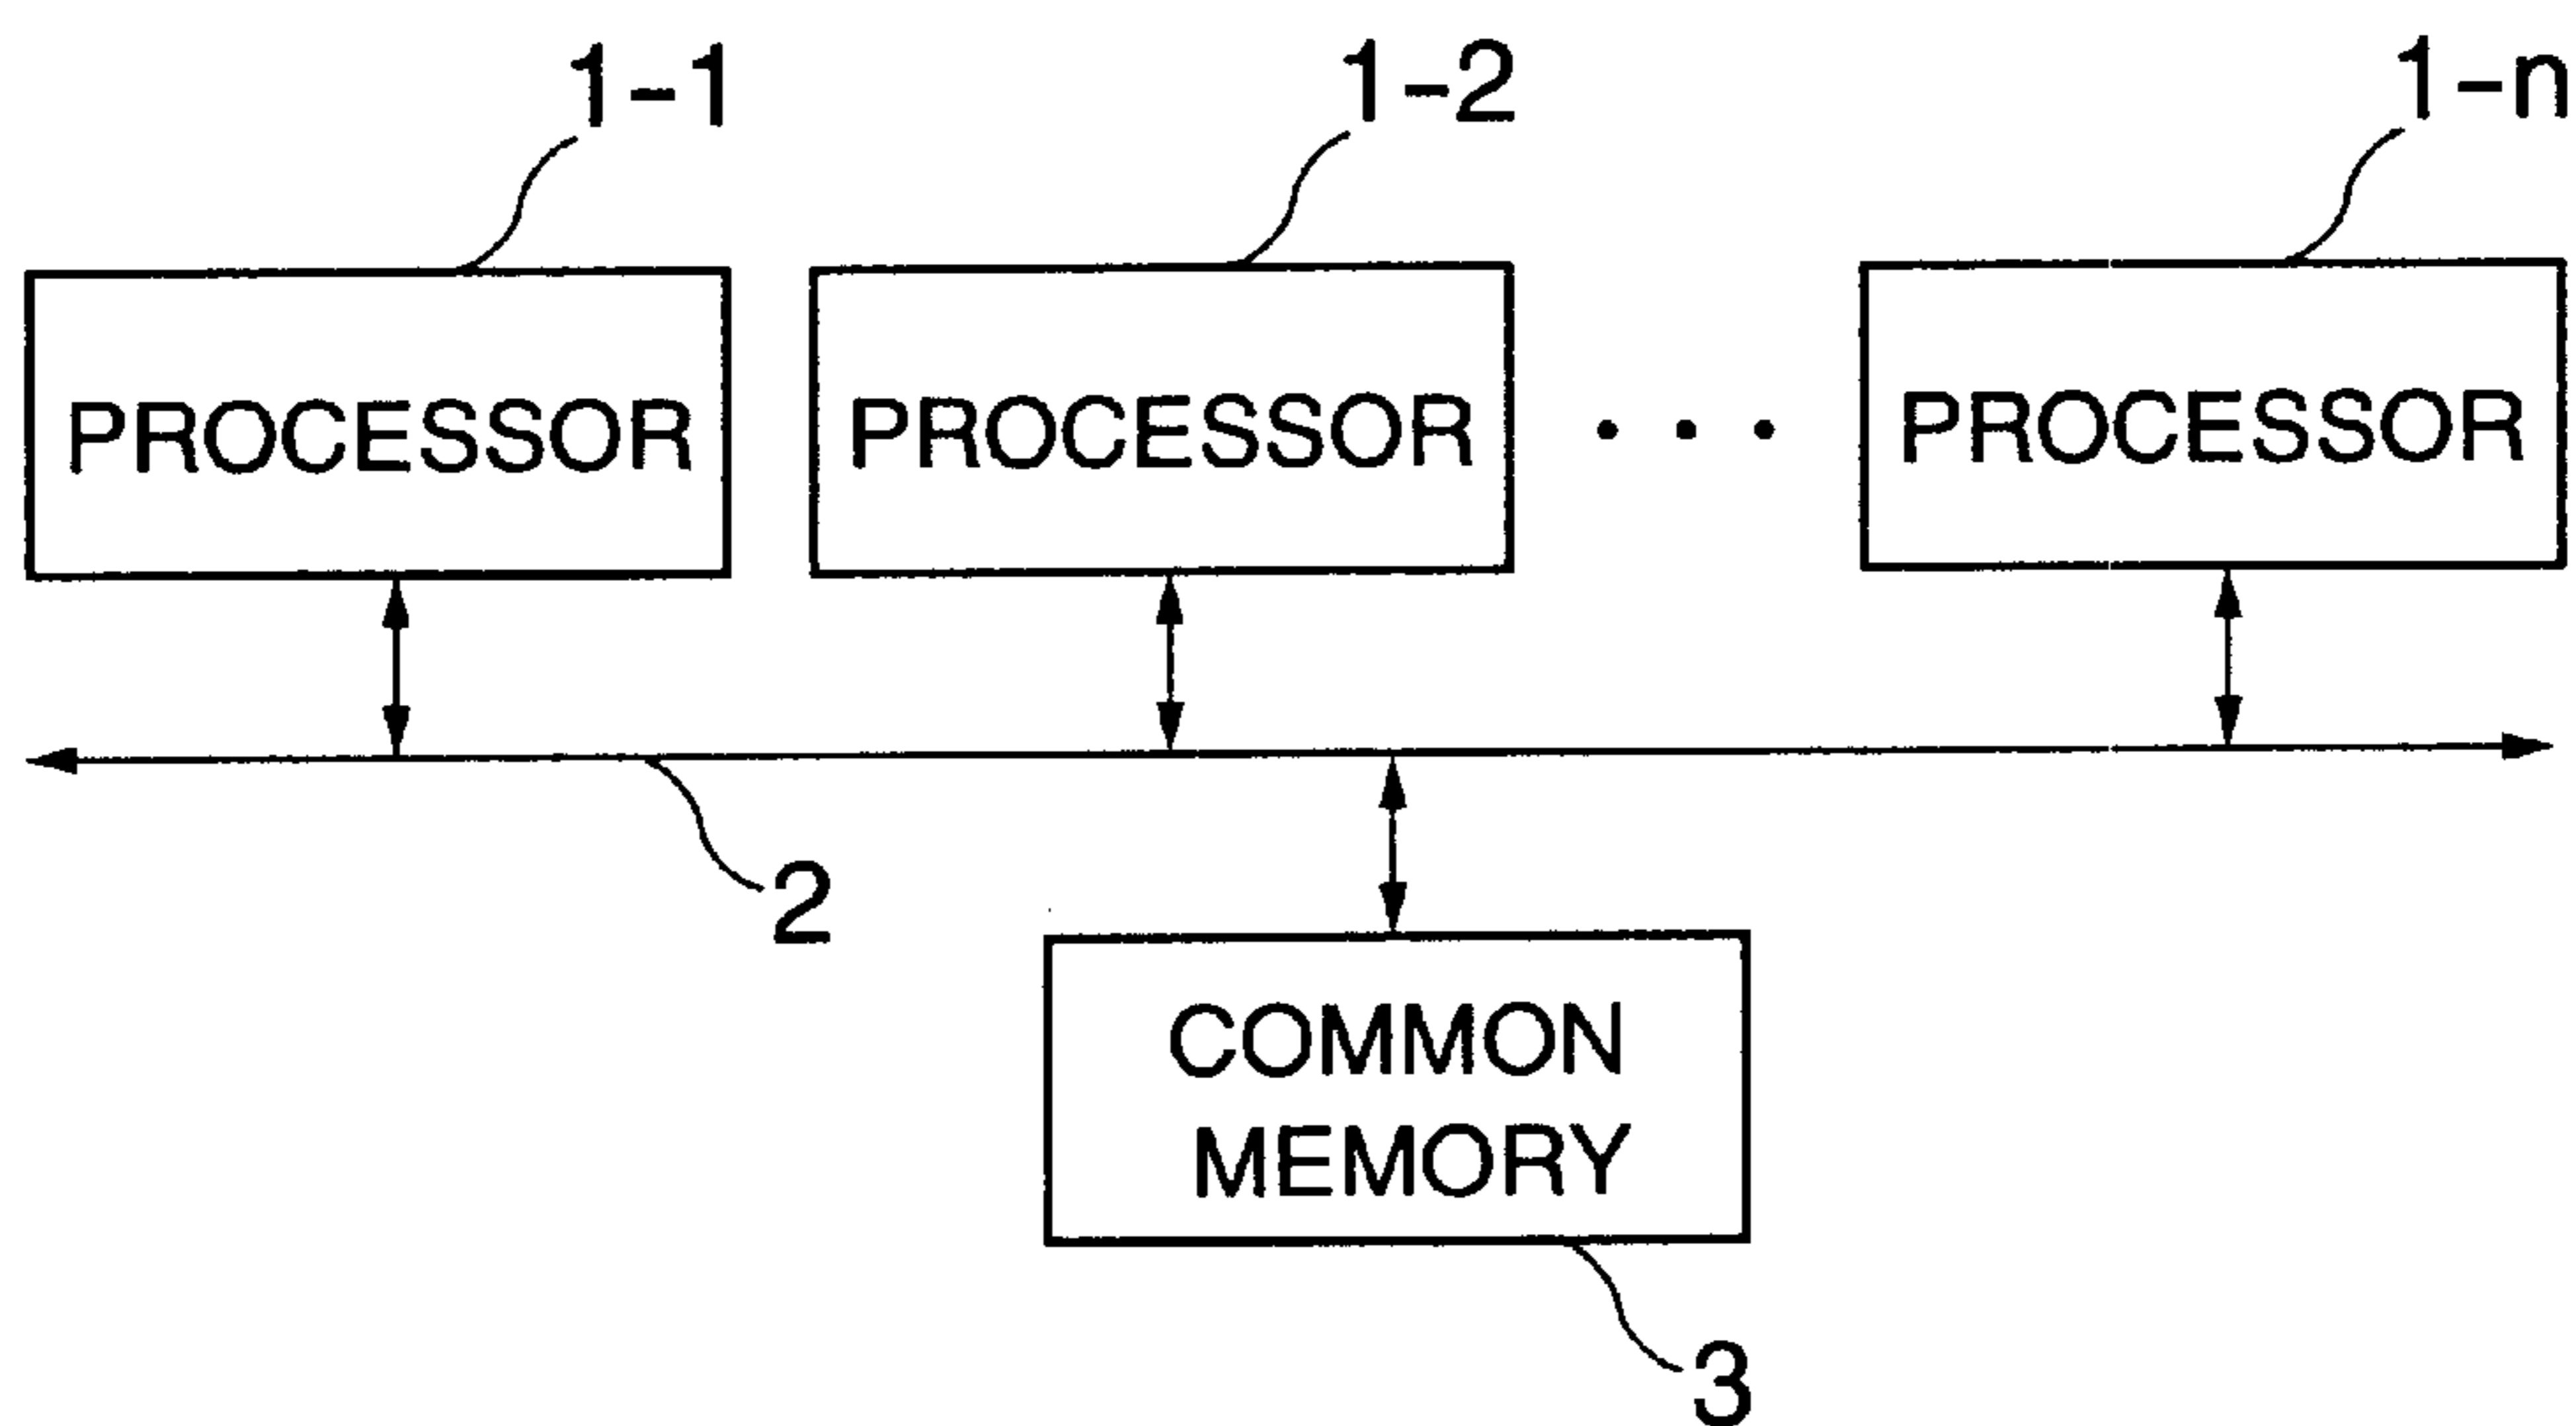 1-1
1-2
1-n
PROCESSOR
PROCESSOR
PROCESSOR
2
COMMON
MEMORY
3